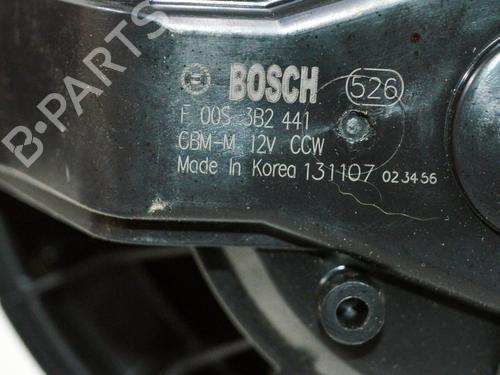 BOSCH 526
F 00S 3B2 441
CBM-M 12V CCW
Made In Korea 131107 023456
B-PARTS